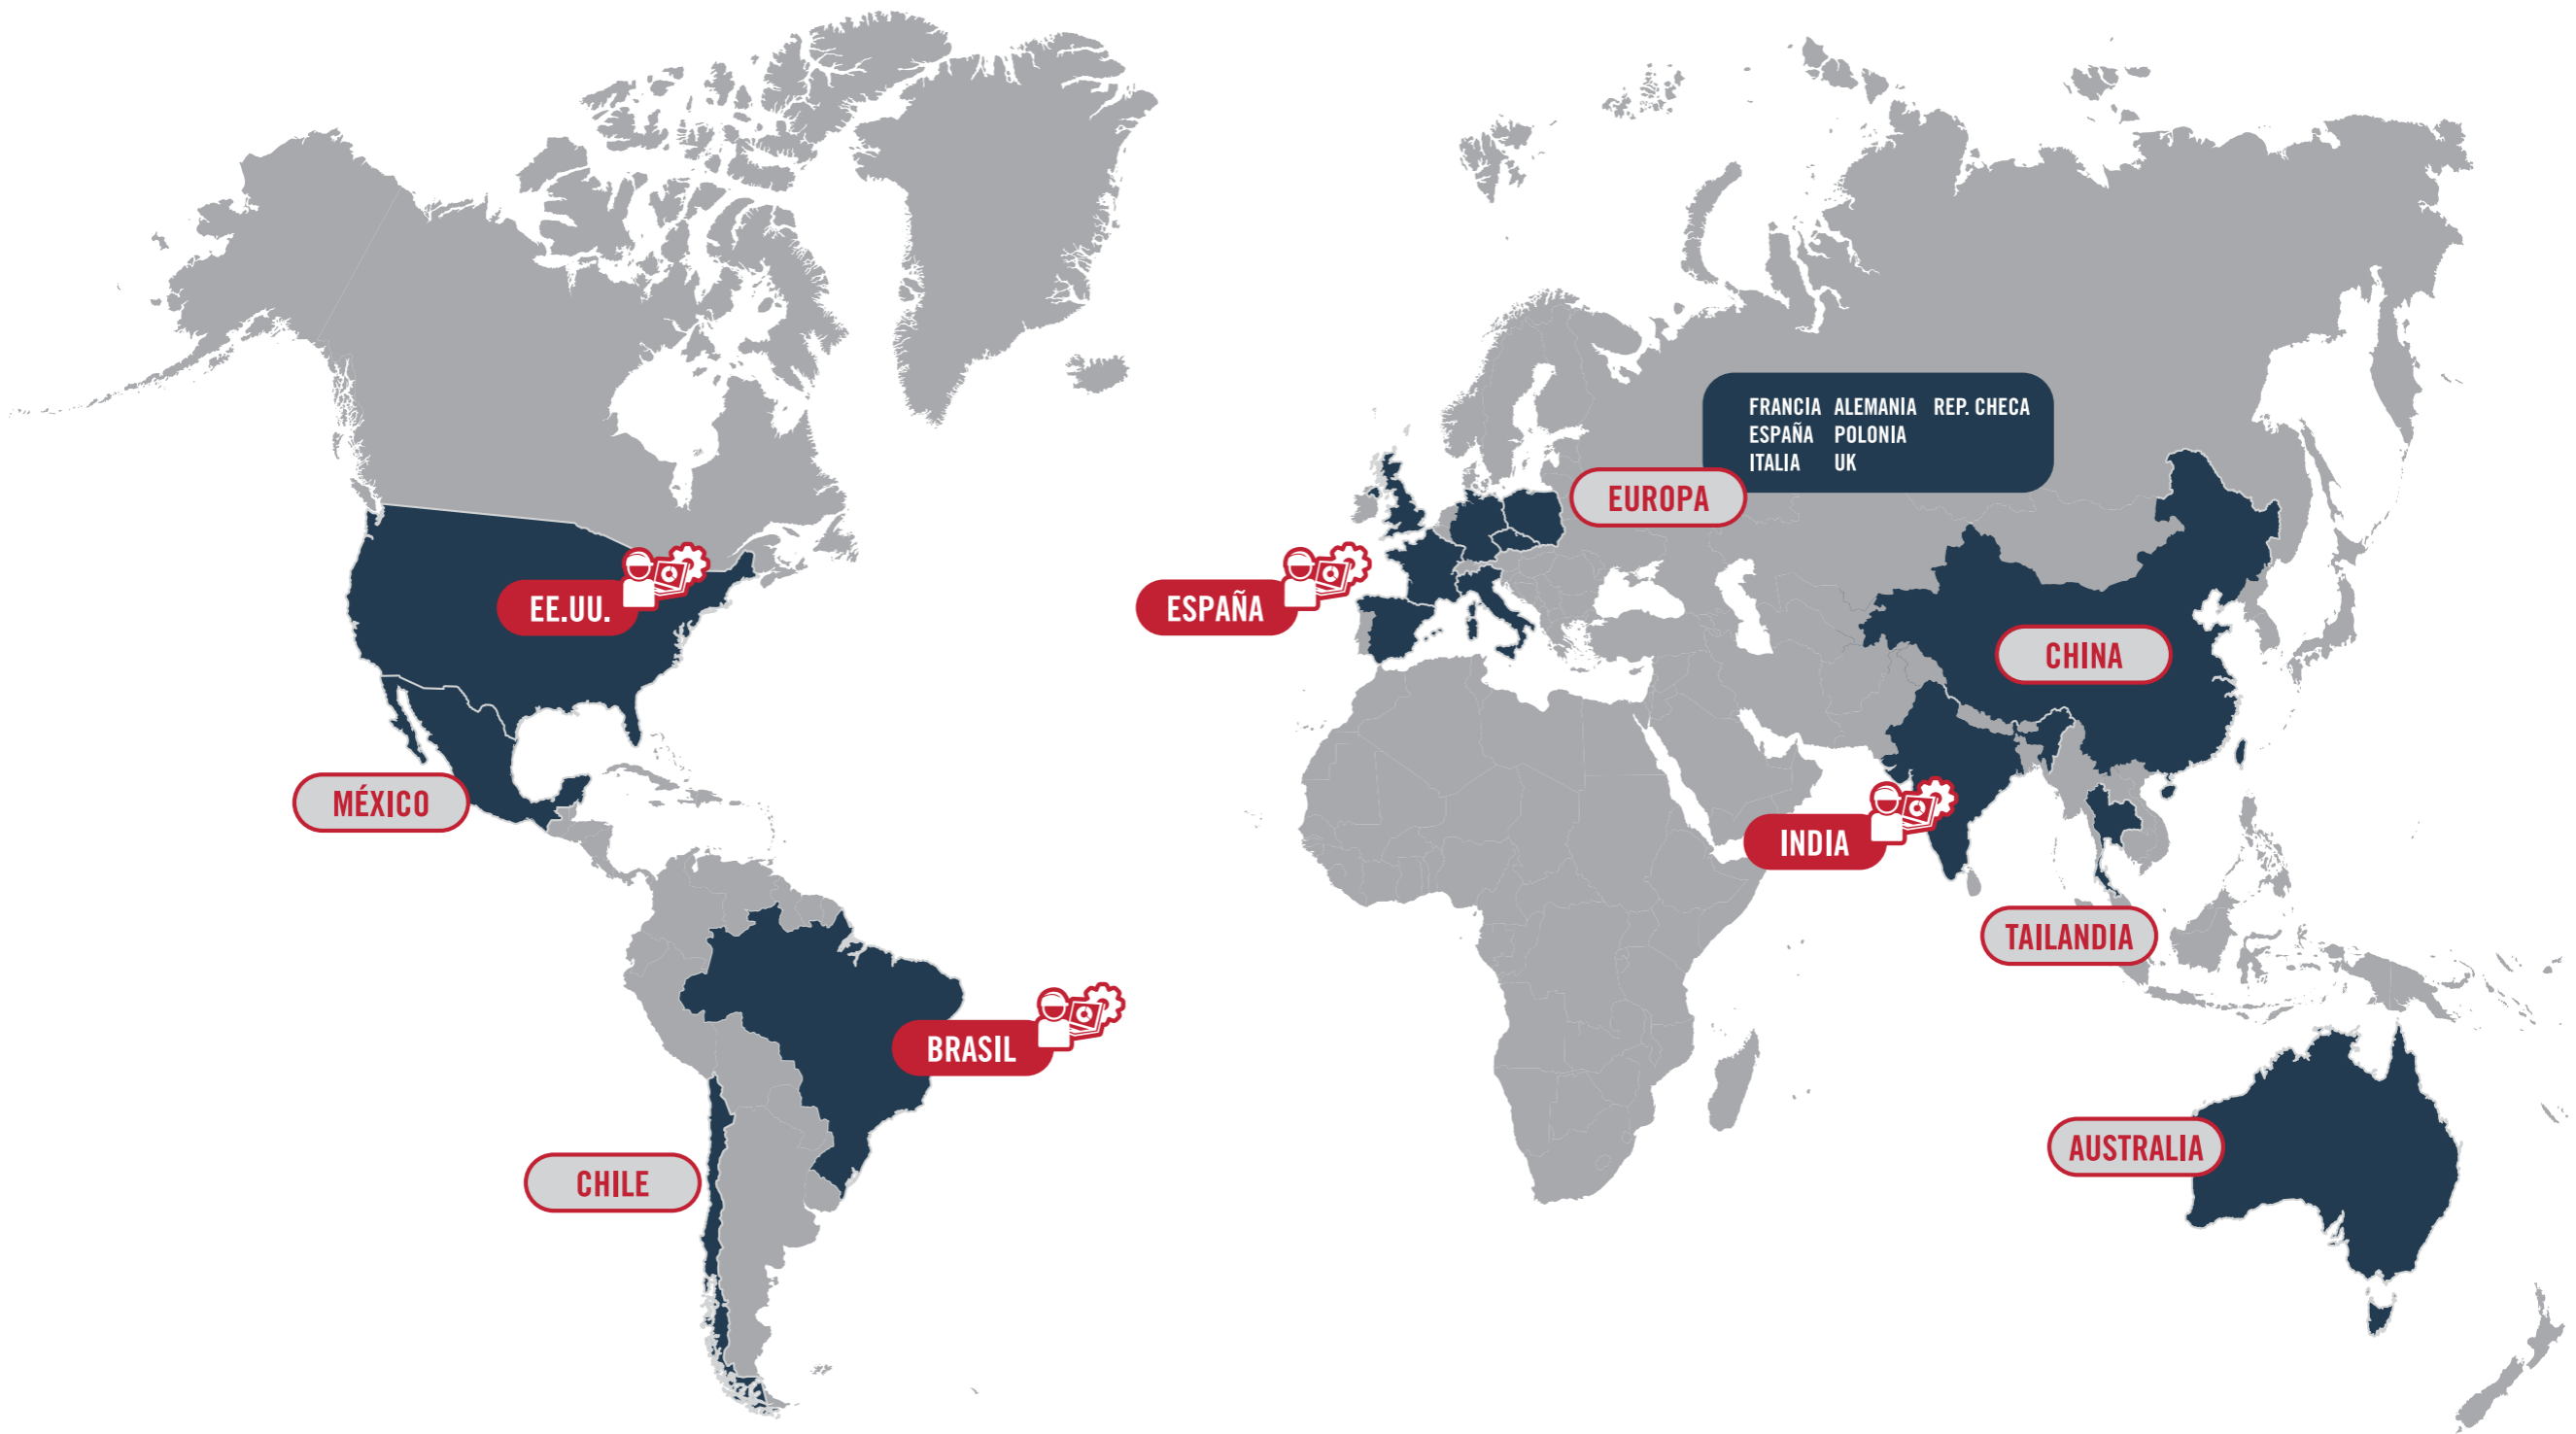 FRANCIA ALEMANIA REP. CHECA
ESPAÑA POLONIA
ITALIA UK
EUROPA
EE.UU.
ESPAÑA
CHINA
MÉXICO
INDIA
TAILANDIA
BRASIL
AUSTRALIA
CHILE